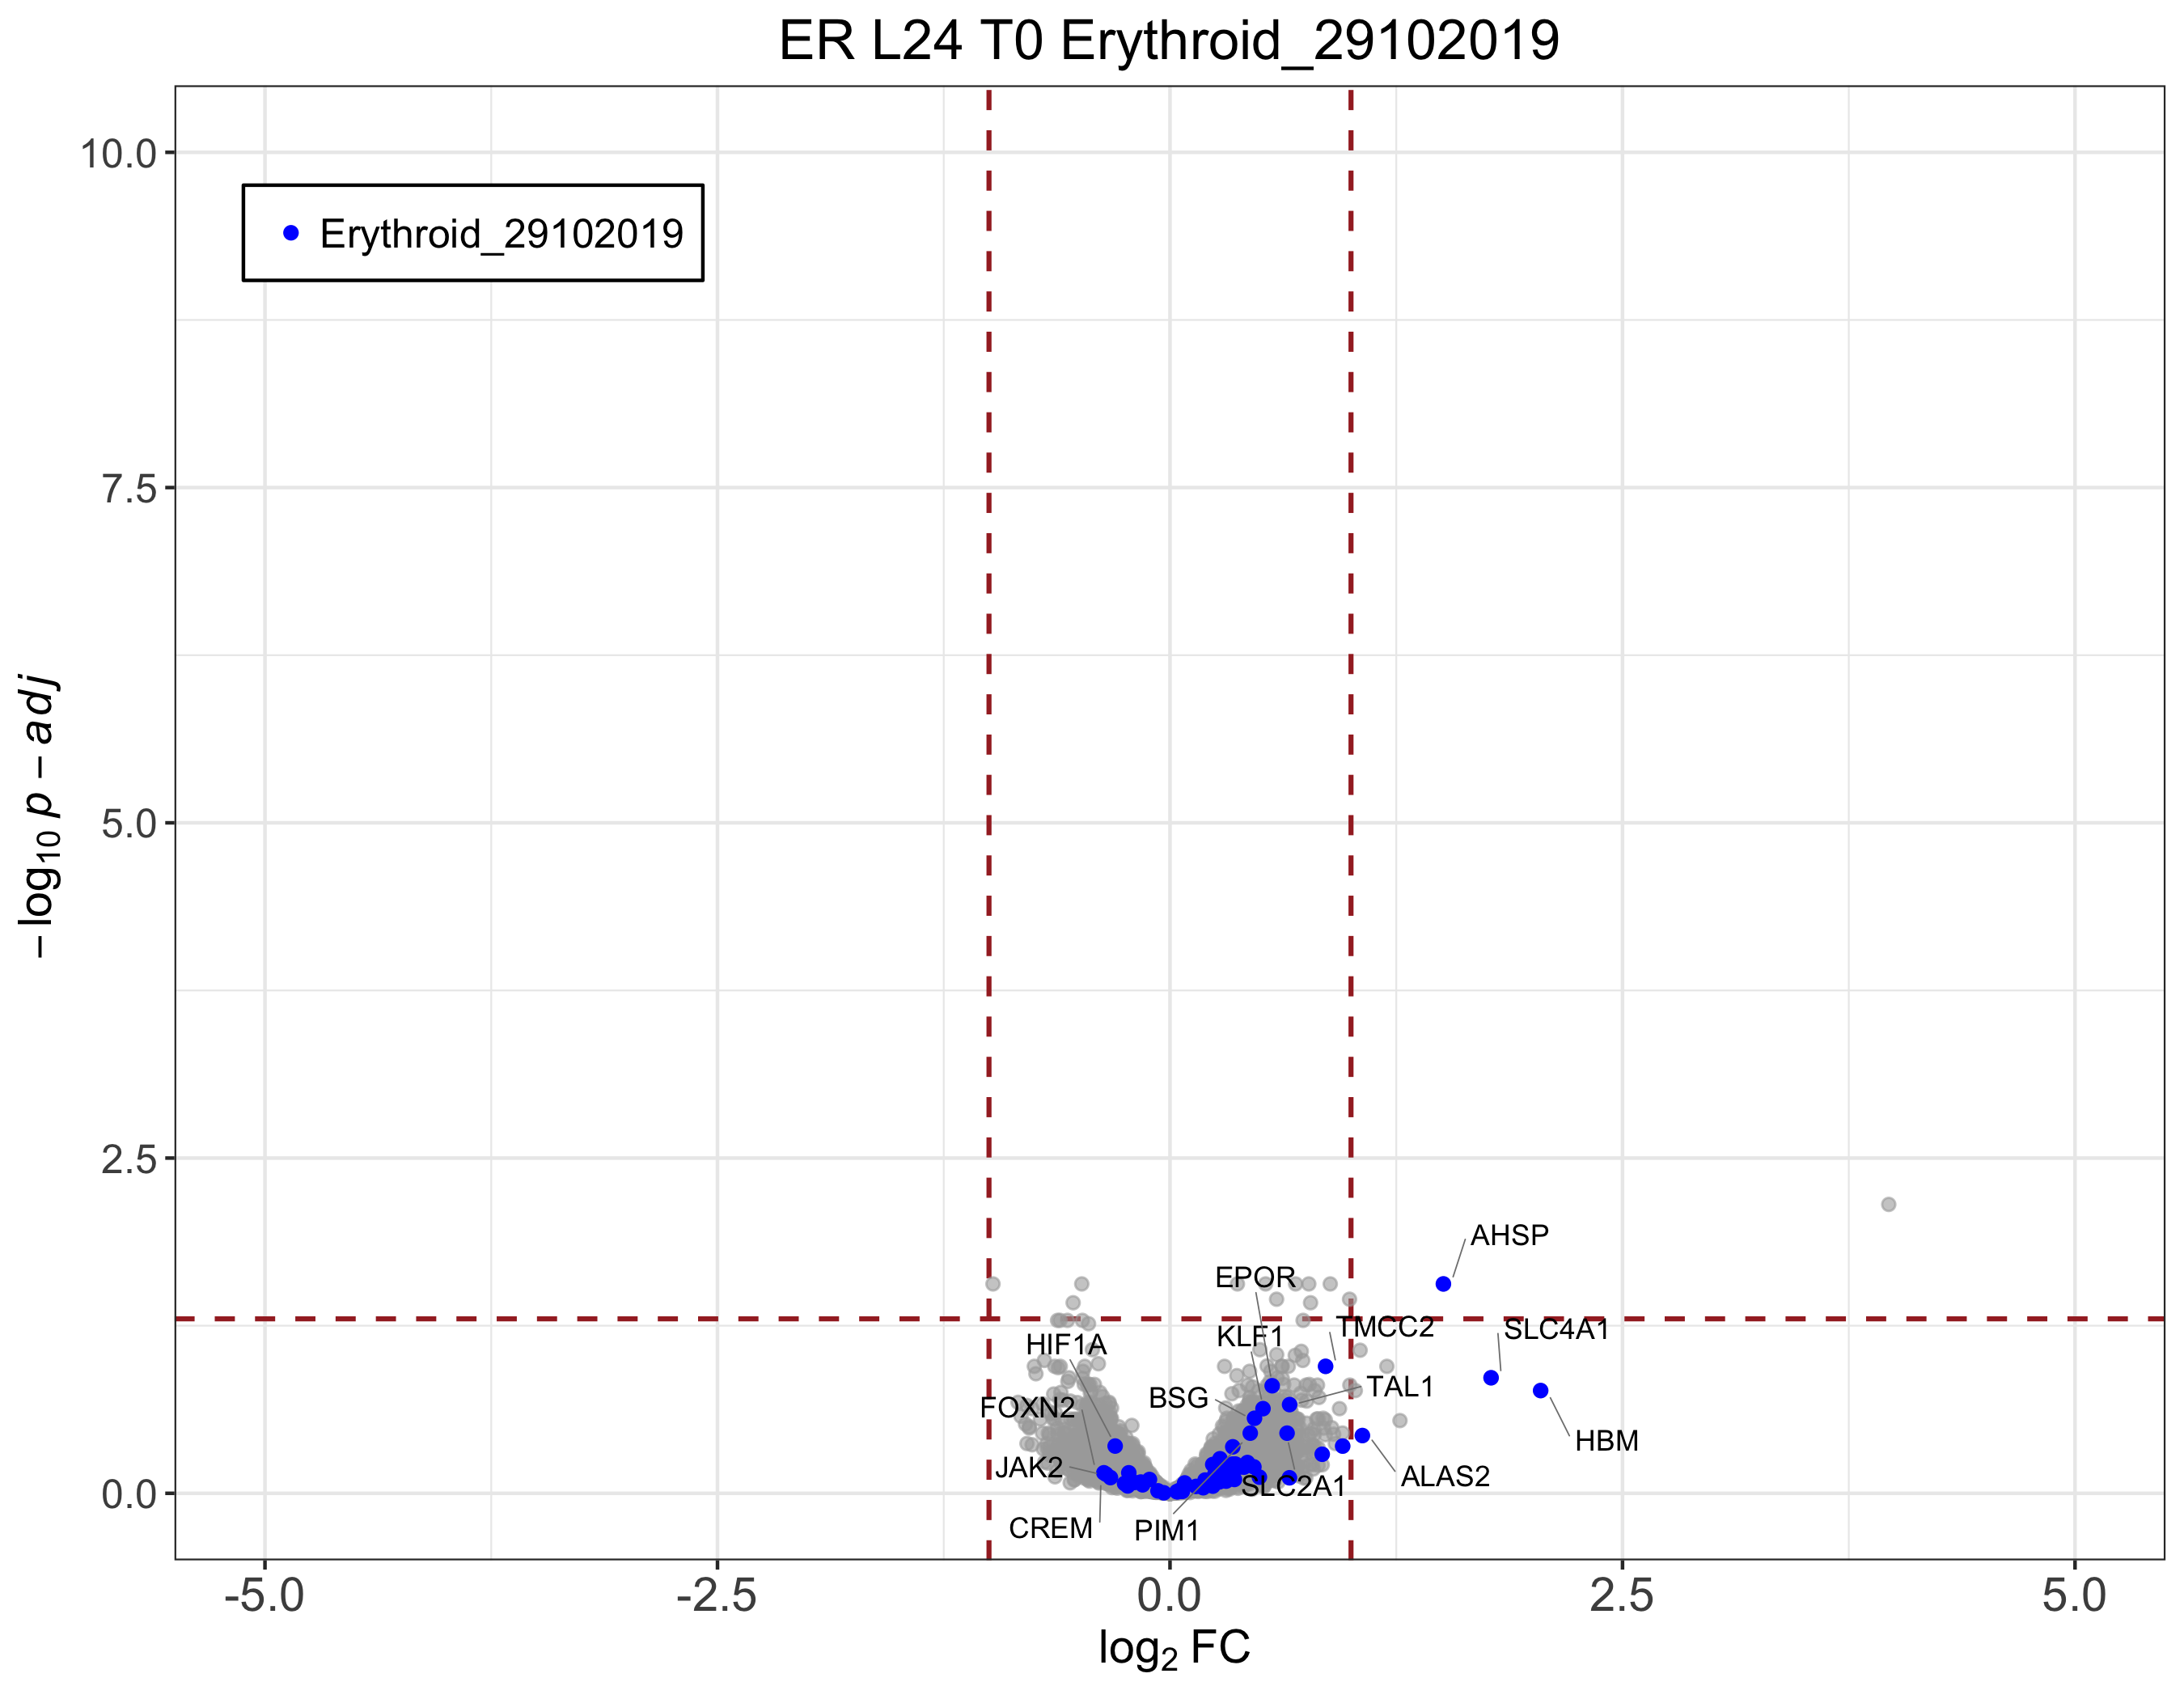 ER L24 T0 Erythroid_29102019
10.0
Erythroid_29102019
7.5
5.0
2.5
0.0
−log10 p − adj
AHSP
EPOR
TMCC2
SLC4A1
KLF1
HIF1A
TAL1
BSG
FOXN2
HBM
JAK2
ALAS2
SLC2A1
CREM
PIM1
-5.0
-2.5
0.0
2.5
5.0
log2 FC